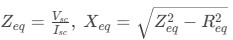 $Z_{eq} = \frac{V_{sc}}{I_{sc}},\ X_{eq} = \sqrt{Z_{eq}^2 - R_{eq}^2}$